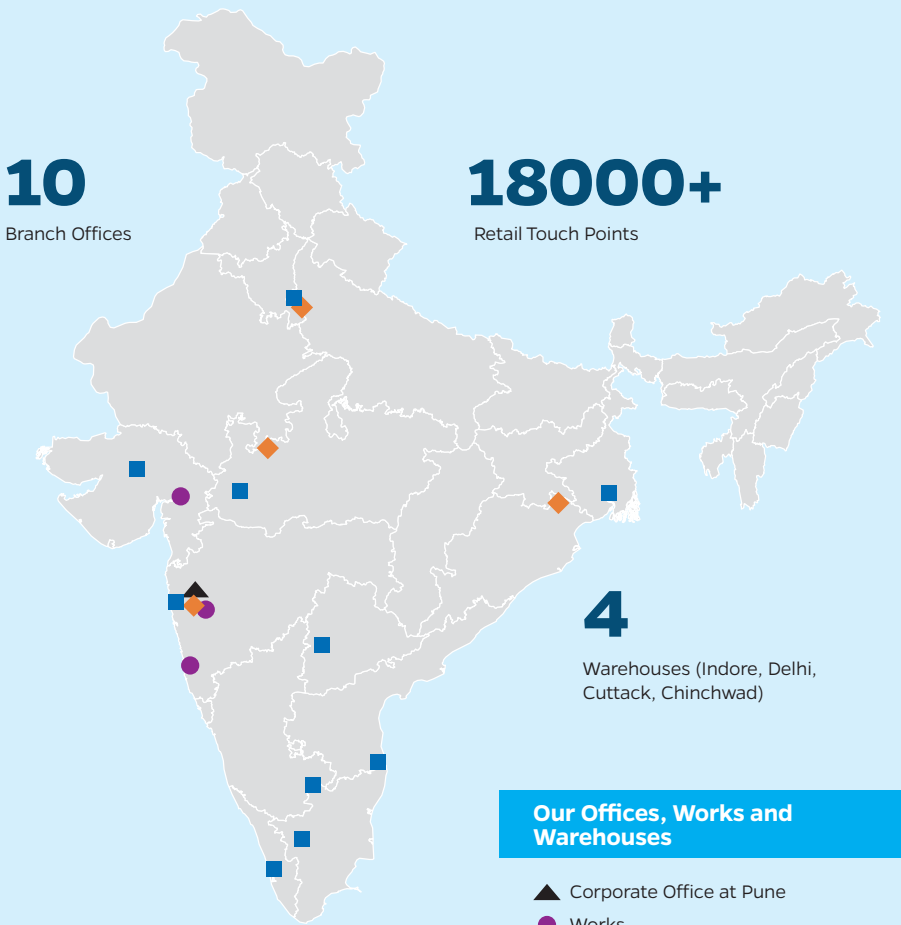 10
Branch Offices
18000+
Retail Touch Points
4
Warehouses (Indore, Delhi,
Cuttack, Chinchwad)
Our Offices, Works and
Warehouses
Corporate Office at Pune
Works